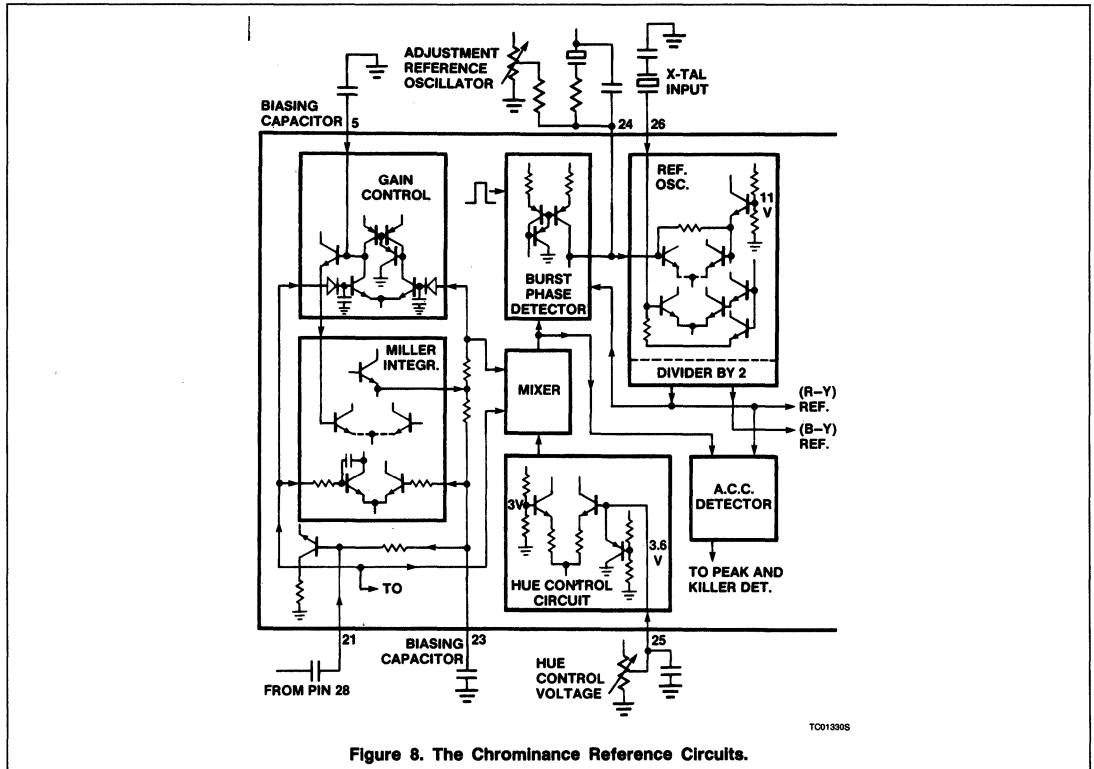 ADJUSTMENT
REFERENCE
OSCILLATOR
X-TAL
INPUT
BIASING
CAPACITOR
5
24
26
GAIN
CONTROL
REF.
OSC.
11
V
BURST
PHASE
DETECTOR
MILLER
INTEGR.
MIXER
DIVIDER BY 2
(R–Y)
REF.
(B–Y)
REF.
A.C.C.
DETECTOR
3V
3.6
V
HUE CONTROL
CIRCUIT
TO PEAK AND
KILLER DET.
TO
21
BIASING
CAPACITOR
23
25
FROM PIN 28
HUE
CONTROL
VOLTAGE
TC01330S
Figure 8. The Chrominance Reference Circuits.